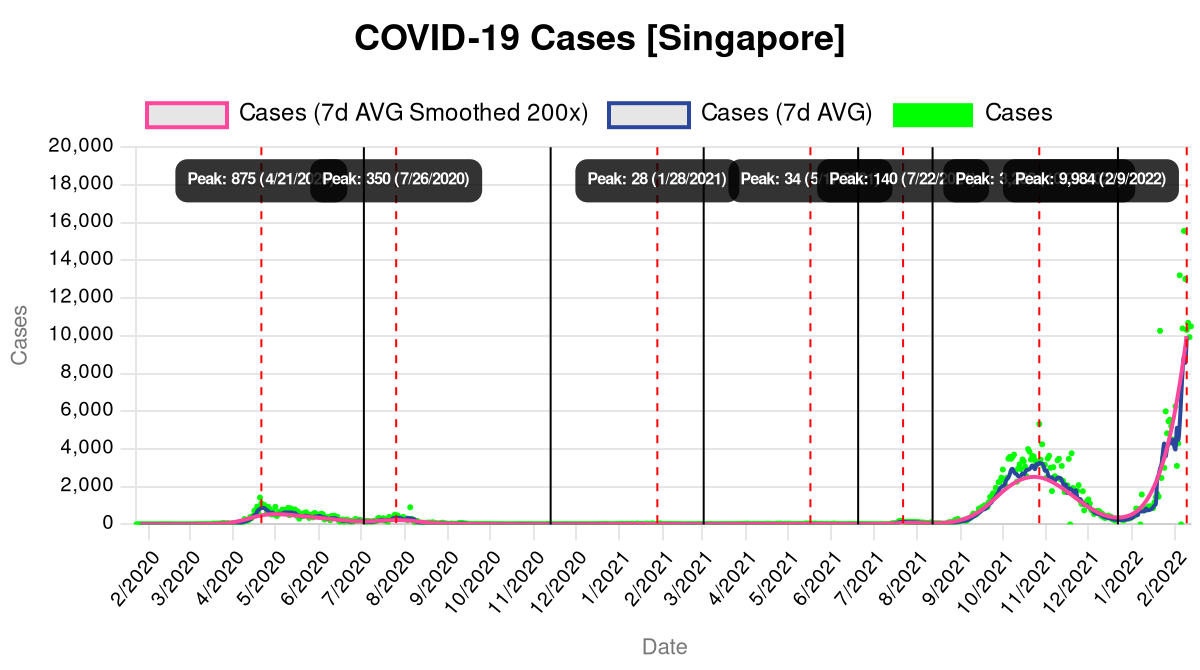 COVID-19 Cases [Singapore]
Cases (7d AVG Smoothed 200x)
Cases (7d AVG)
Cases
20,000
18,000
16,000
14,000
12,000
10,000
8,000
6,000
4,000
2,000
0
Cases
Peak: 875 (4/21/202
Peak: 350 (7/26/2020)
Peak: 28 (1/28/2021)
Peak: 34 (5/
Peak: 140 (7/22/20
Peak: 3,
Peak: 9,984 (2/9/2022)
2/2020
3/2020
4/2020
5/2020
6/2020
7/2020
8/2020
9/2020
10/2020
11/2020
12/2020
1/2021
2/2021
3/2021
4/2021
5/2021
6/2021
7/2021
8/2021
9/2021
10/2021
11/2021
12/2021
1/2022
2/2022
Date